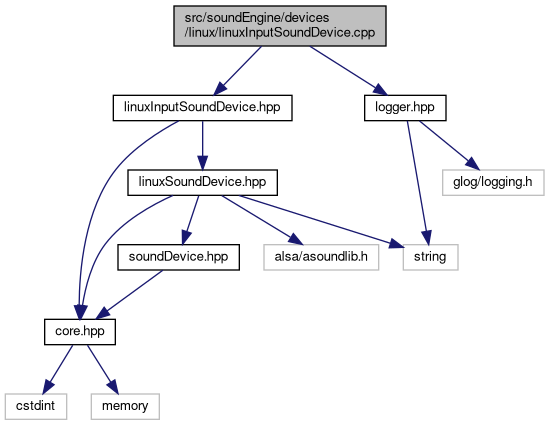 src/soundEngine/devices
/linux/linuxInputSoundDevice.cpp
linuxInputSoundDevice.hpp
logger.hpp
linuxSoundDevice.hpp
glog/logging.h
soundDevice.hpp
alsa/asoundlib.h
string
core.hpp
cstdint
memory